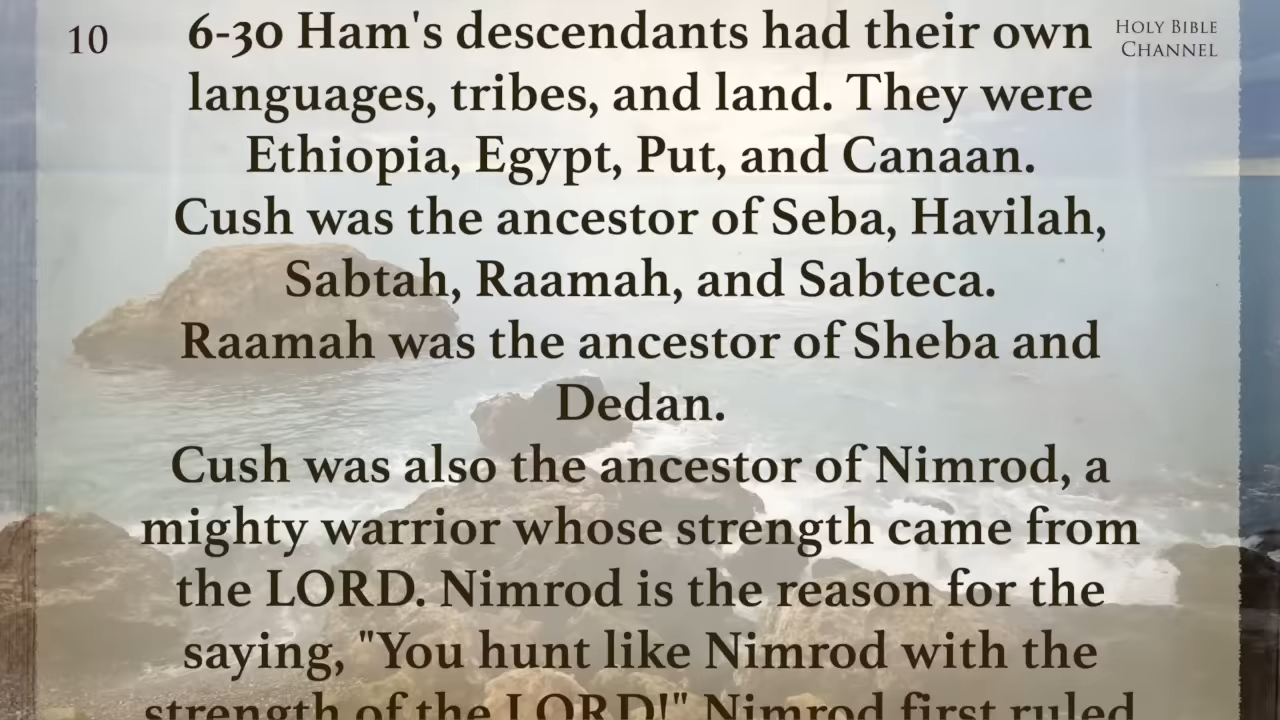 10
HOLY BIBLE
CHANNEL
6-30 Ham's descendants had their own
languages, tribes, and land. They were
Ethiopia, Egypt, Put, and Canaan.
Cush was the ancestor of Seba, Havilah,
Sabtah, Raamah, and Sabteca.
Raamah was the ancestor of Sheba and
Dedan.
Cush was also the ancestor of Nimrod, a
mighty warrior whose strength came from
the LORD. Nimrod is the reason for the
saying, "You hunt like Nimrod with the
strength of the LORD!" Nimrod first ruled